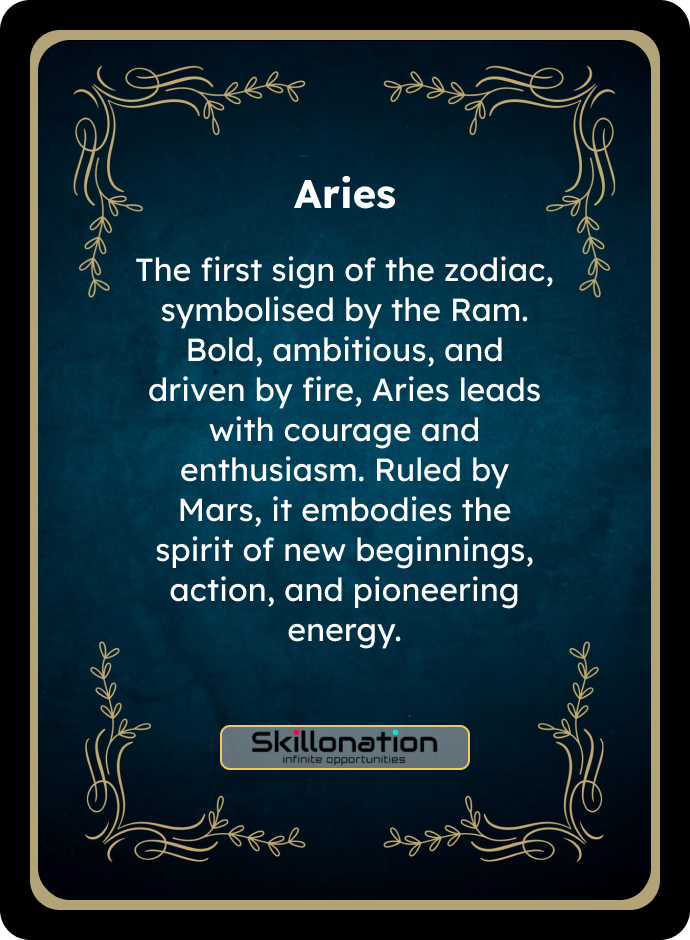 Aries
The first sign of the zodiac,
symbolised by the Ram.
Bold, ambitious, and
driven by fire, Aries leads
with courage and
enthusiasm. Ruled by
Mars, it embodies the
spirit of new beginnings,
action, and pioneering
energy.
Skillonation
infinite opportunities